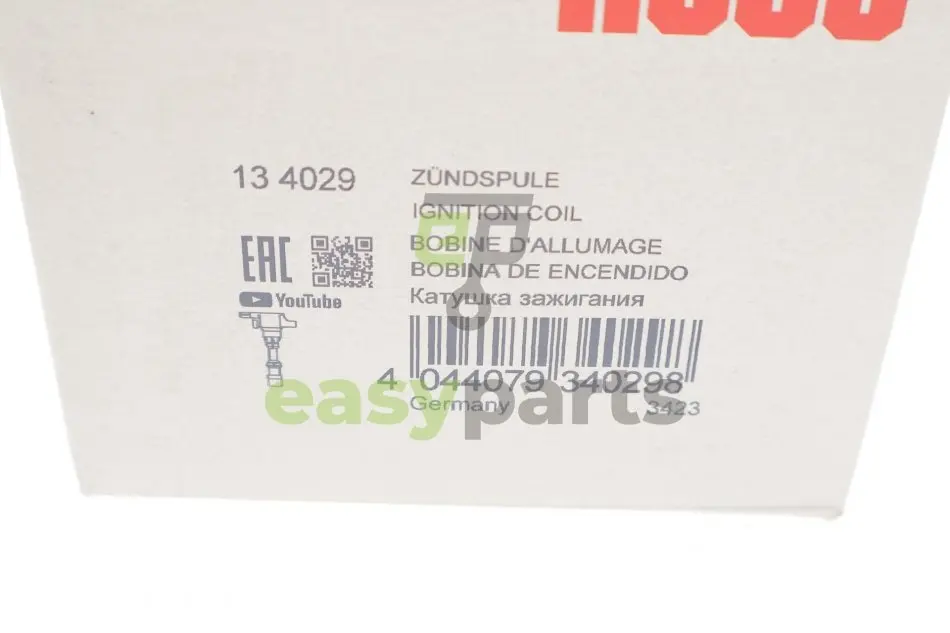 13 4029
ZÜNDSPULE
IGNITION COIL
BOBINE D'ALLUMAGE
BOBINA DE ENCENDIDO
Катушка зажигания
EAC
YouTube
4 044079 340298
Germany 3423
easyparts